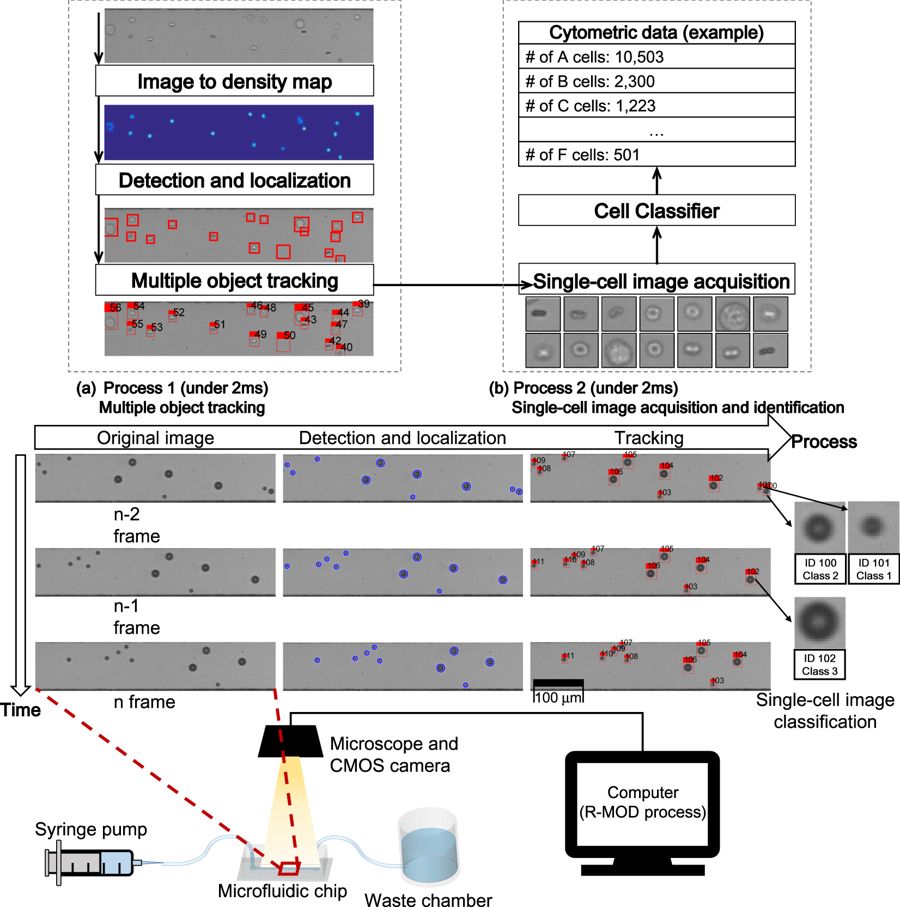 Image to density map
Detection and localization
Multiple object tracking
56 54 52 55 53 51 46 48 45 43 39 44 47 49 50 42 40
(a) Process 1 (under 2ms)
Multiple object tracking
Cytometric data (example)
# of A cells: 10,503
# of B cells: 2,300
# of C cells: 1,223
...
# of F cells: 501
Cell Classifier
Single-cell image acquisition
(b) Process 2 (under 2ms)
Single-cell image acquisition and identification
Original image
Detection and localization
Tracking
Process
109 107 108 105 106 104 103 102
n-2
frame
ID 100
Class 2
ID 101
Class 1
111 110 109 107 108 105 106 104 103 102
n-1
frame
ID 102
Class 3
111 110 109 107 108 105 106 104 103
n frame
Time
100 μm
Single-cell image
classification
Microscope and
CMOS camera
Computer
(R-MOD process)
Syringe pump
Microfluidic chip
Waste chamber